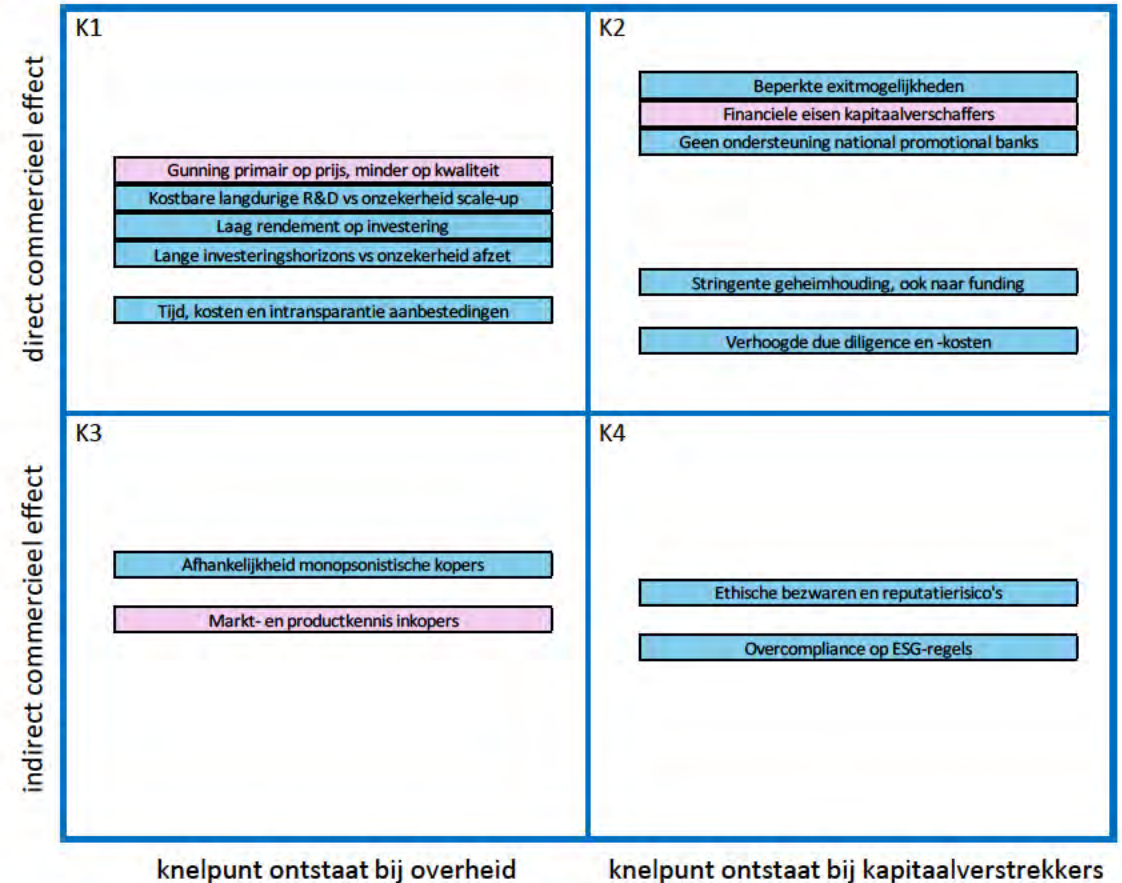 K1
Gunning primair op prijs, minder op kwaliteit
Kostbare langdurige R&D vs onzekerheid scale-up
Laag rendement op investering
Lange investeringshorizons vs onzekerheid afzet
Tijd, kosten en intransparantie aanbestedingen
K2
Beperkte exitmogelijkheden
Financiele eisen kapitaalverschaffers
Geen ondersteuning national promotional banks
Stringente geheimhouding, ook naar funding
Verhoogde due diligence en -kosten
direct commercieel effect
K3
Afhankelijkheid monopsonistische kopers
Markt- en productkennis inkopers
K4
Ethische bezwaren en reputatierisico's
Overcompliance op ESG-regels
indirect commercieel effect
knelpunt ontstaat bij overheid
knelpunt ontstaat bij kapitaalverstrekkers